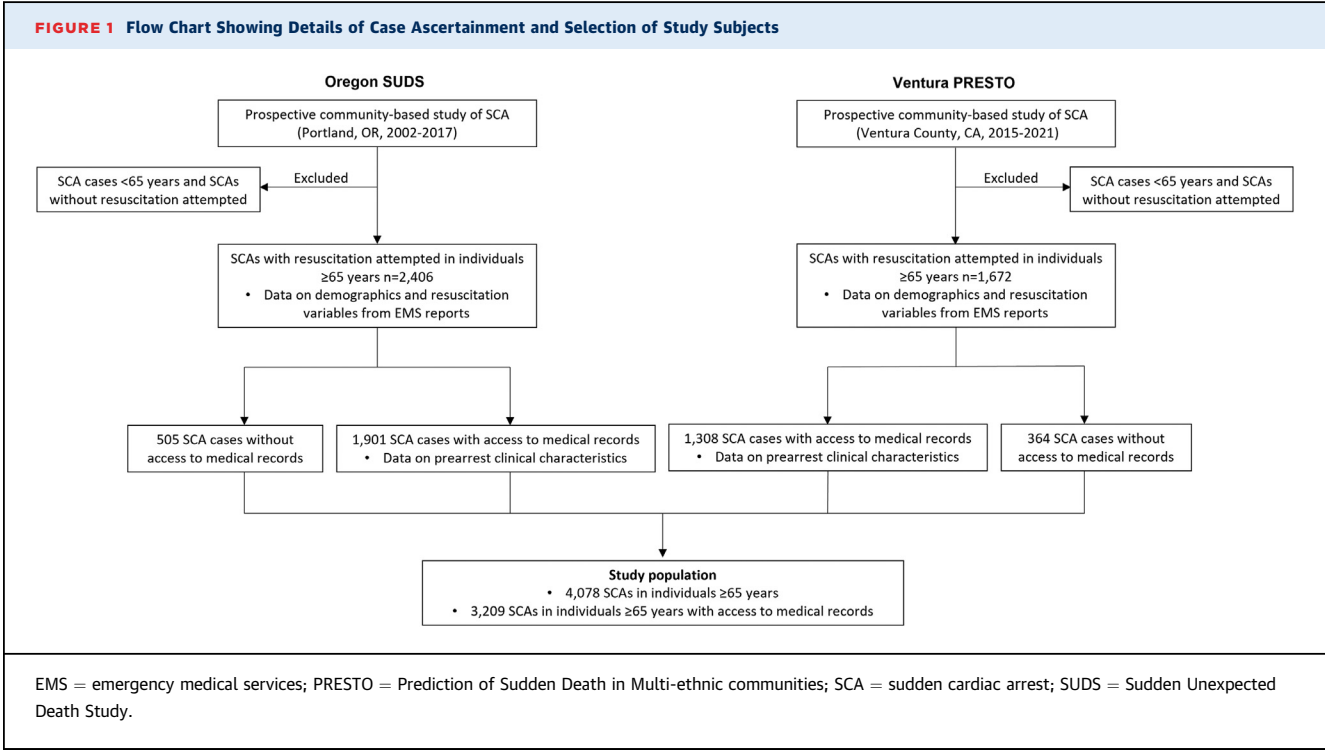 FIGURE 1 Flow Chart Showing Details of Case Ascertainment and Selection of Study Subjects
Oregon SUDS
Prospective community-based study of SCA
(Portland, OR, 2002-2017)
Excluded
SCA cases <65 years and SCAs
without resuscitation attempted
SCAs with resuscitation attempted in individuals
≥65 years n=2,406
• Data on demographics and resuscitation
variables from EMS reports
505 SCA cases without
access to medical records
1,901 SCA cases with access to medical records
• Data on prearrest clinical characteristics
Ventura PRESTO
Prospective community-based study of SCA
(Ventura County, CA, 2015-2021)
Excluded
SCA cases <65 years and SCAs
without resuscitation attempted
SCAs with resuscitation attempted in individuals
≥65 years n=1,672
• Data on demographics and resuscitation
variables from EMS reports
1,308 SCA cases with access to medical records
• Data on prearrest clinical characteristics
364 SCA cases without
access to medical records
Study population
• 4,078 SCAs in individuals ≥65 years
• 3,209 SCAs in individuals ≥65 years with access to medical records
EMS = emergency medical services; PRESTO = Prediction of Sudden Death in Multi-ethnic communities; SCA = sudden cardiac arrest; SUDS = Sudden Unexpected
Death Study.